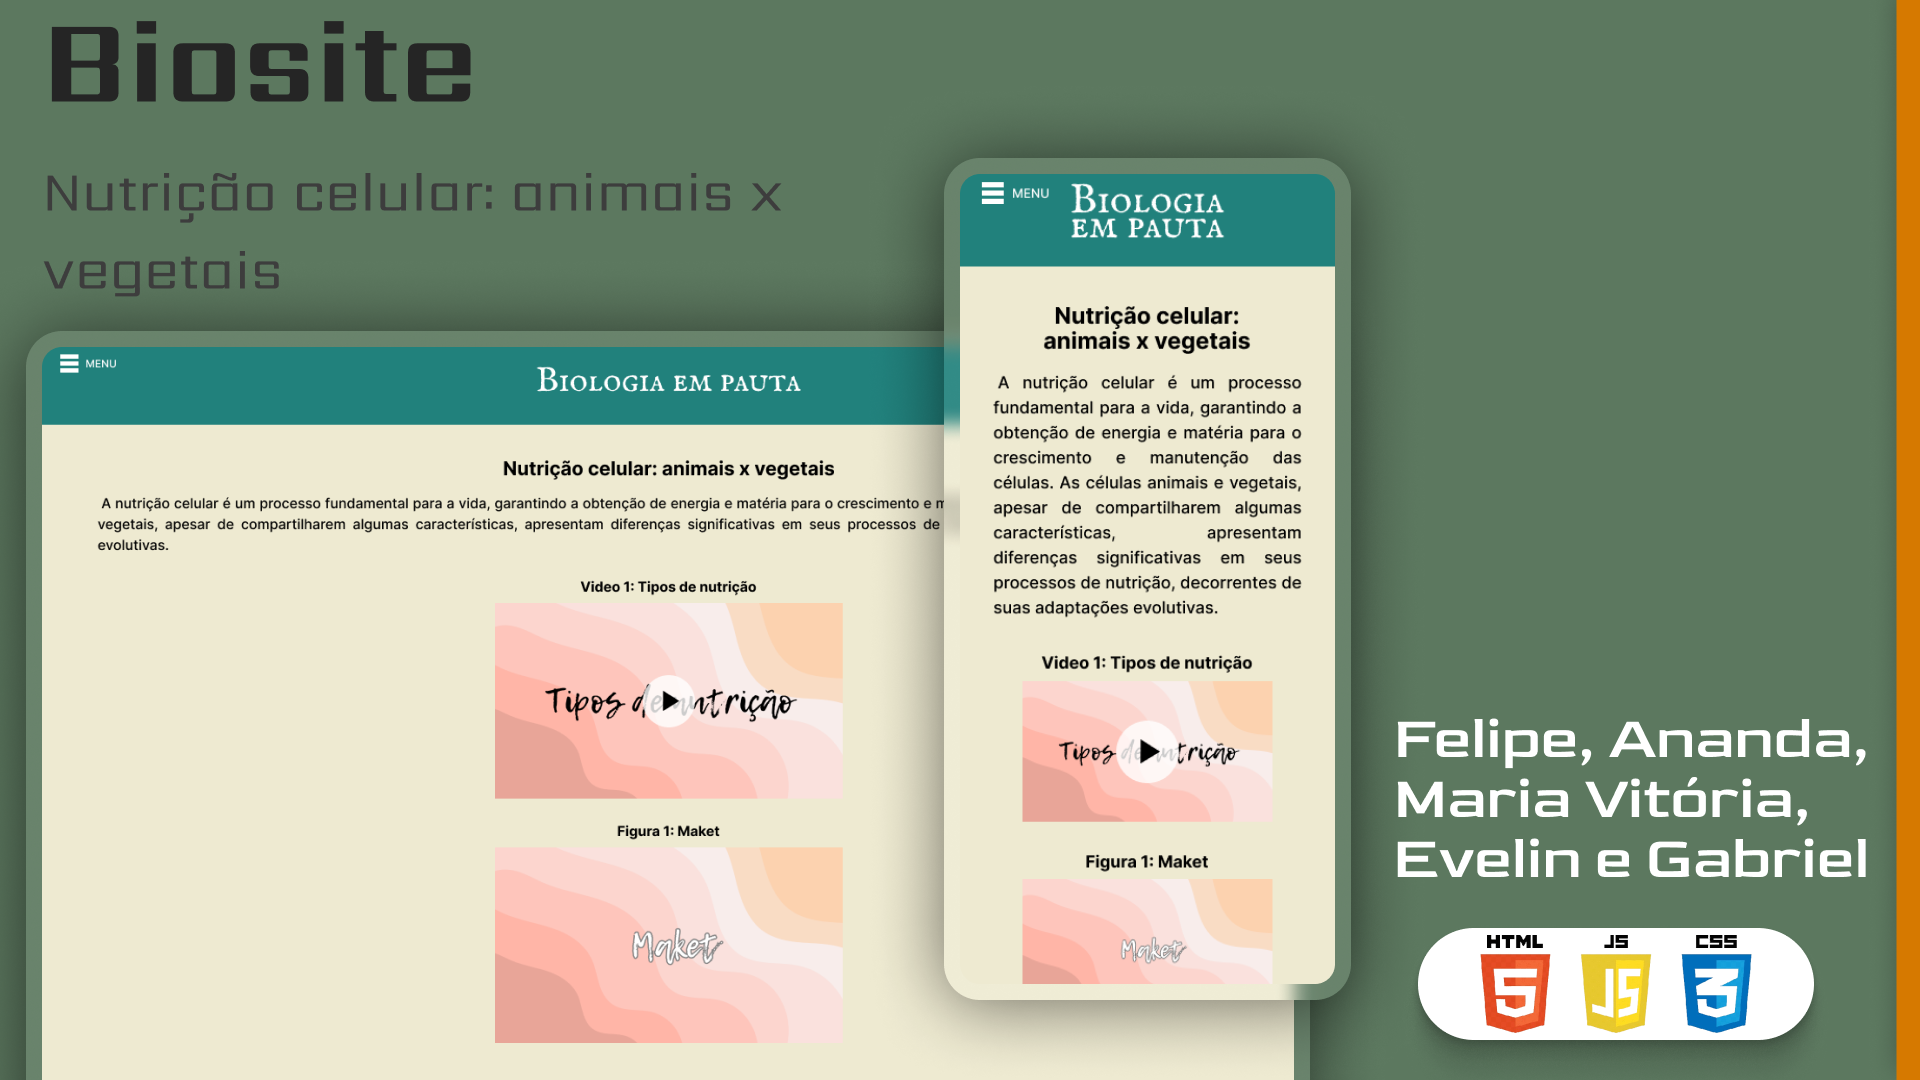 Biosite
Nutrição celular: animais x
vegetais
MENU
Biologia em pauta
Nutrição celular: animais x vegetais
A nutrição celular é um processo fundamental para a vida, garantindo a obtenção de energia e matéria para o crescimento e
vegetais, apesar de compartilharem algumas características, apresentam diferenças significativas em seus processos de
evolutivas.
Video 1: Tipos de nutrição
Tipos de nutrição
Figura 1: Maket
Maket
MENU
Biologia
em pauta
Nutrição celular:
animais x vegetais
A nutrição celular é um processo
fundamental para a vida, garantindo a
obtenção de energia e matéria para o
crescimento e manutenção das
células. As células animais e vegetais,
apesar de compartilharem algumas
características, apresentam
diferenças significativas em seus
processos de nutrição, decorrentes de
suas adaptações evolutivas.
Video 1: Tipos de nutrição
Tipos de nutrição
Figura 1: Maket
Maket
Felipe, Ananda,
Maria Vitória,
Evelin e Gabriel
HTML JS CSS
5 JS 3